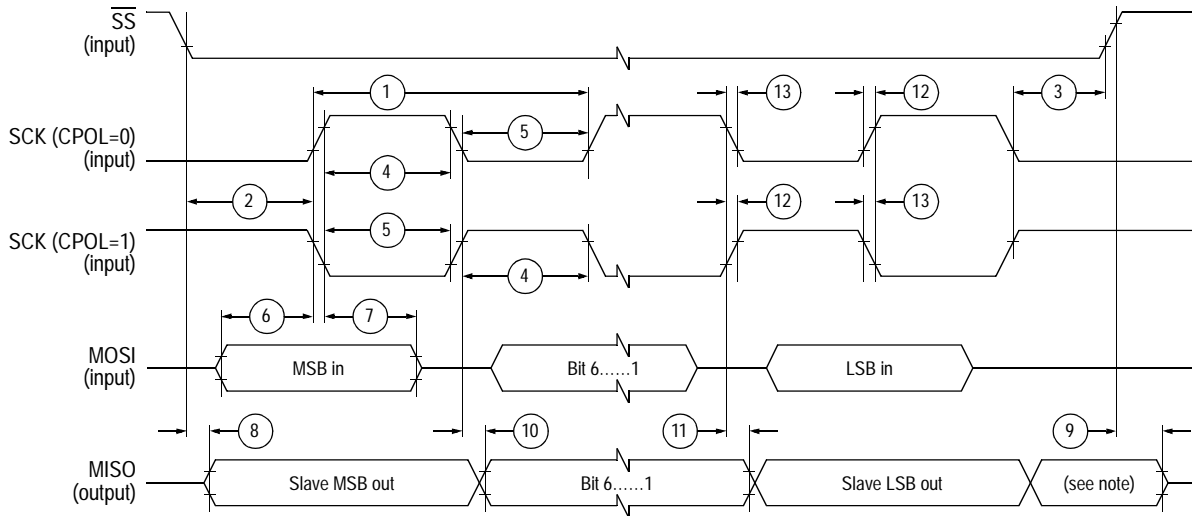 SS
(input)
1
13
12
3
SCK (CPOL=0)
(input)
5
4
2
12
13
SCK (CPOL=1)
(input)
5
4
6
7
MOSI
(input)
MSB in
Bit 6......1
LSB in
8
10
11
9
MISO
(output)
Slave MSB out
Bit 6......1
Slave LSB out
(see note)